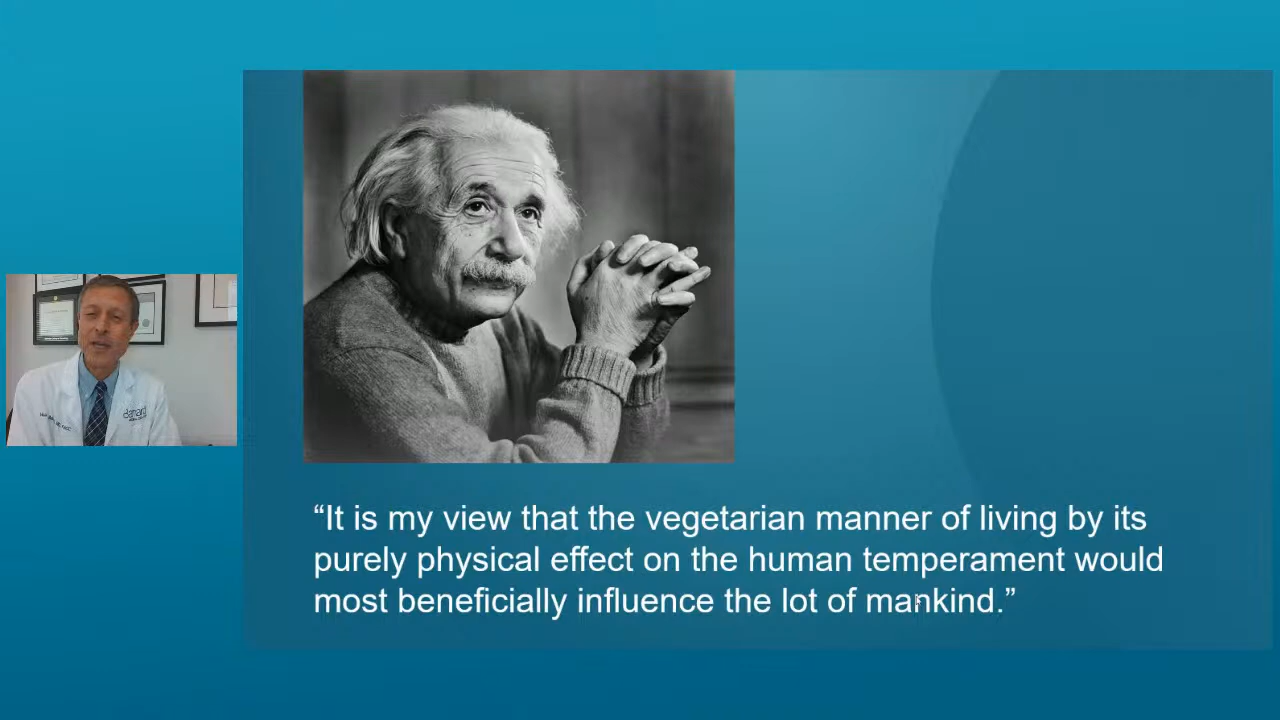 “It is my view that the vegetarian manner of living by its
purely physical effect on the human temperament would
most beneficially influence the lot of mankind.”